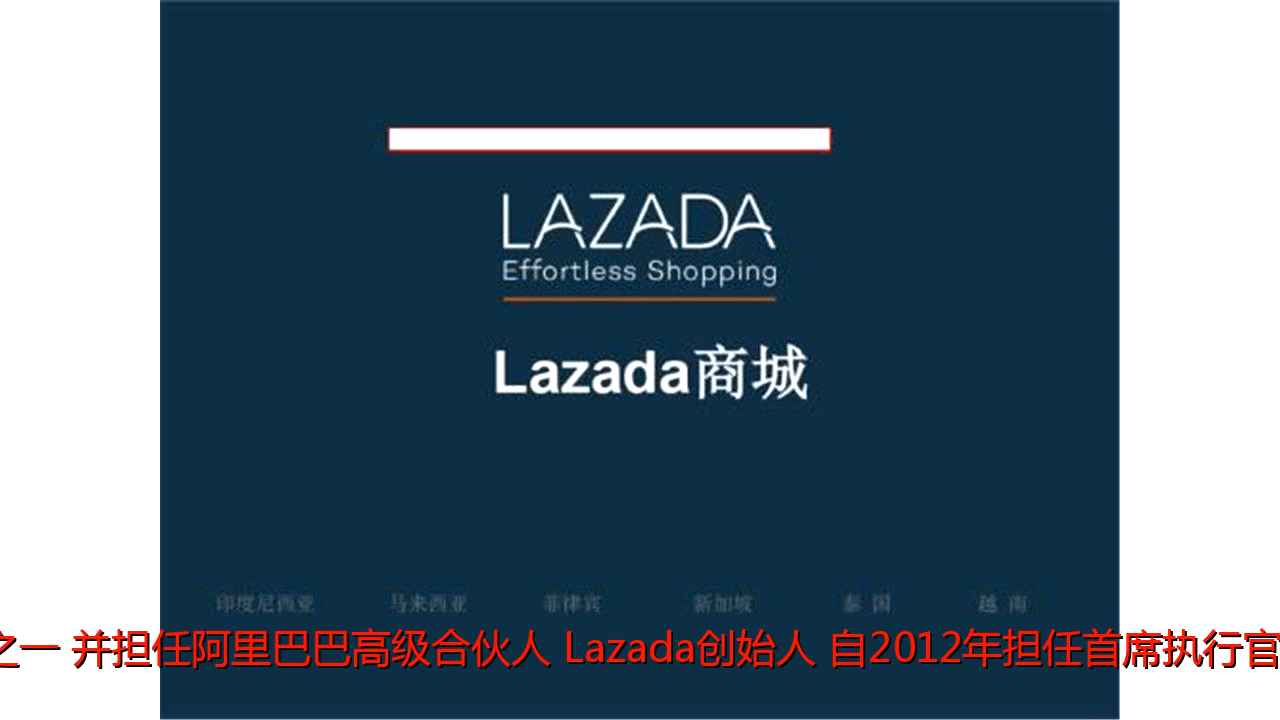 LAZADA
Effortless Shopping
Lazada商城
印度尼西亚 马来西亚 菲律宾 新加坡 泰 国 越 南
之一 并担任阿里巴巴高级合伙人 Lazada创始人 自2012年担任首席执行官